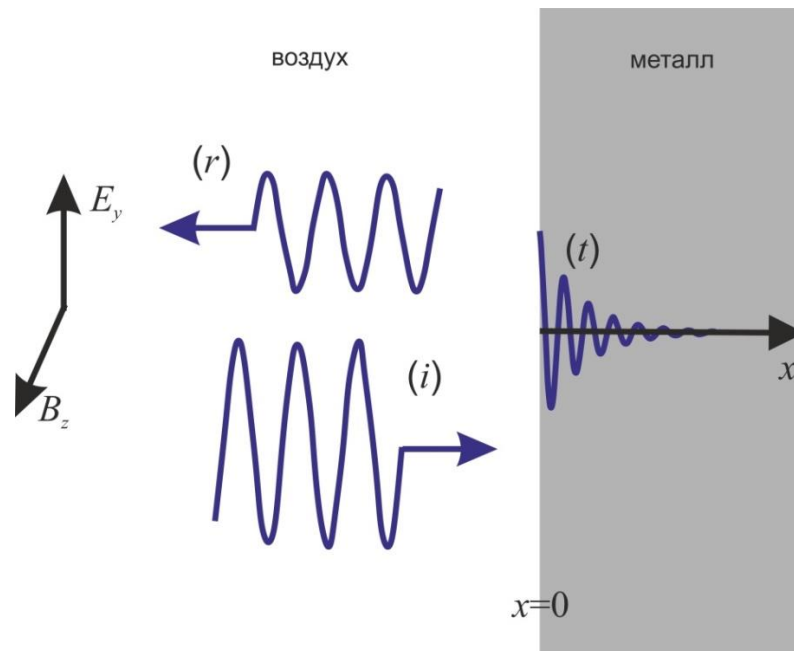 воздух
металл
(r)
E_y
(t)
(i)
x
B_z
x=0